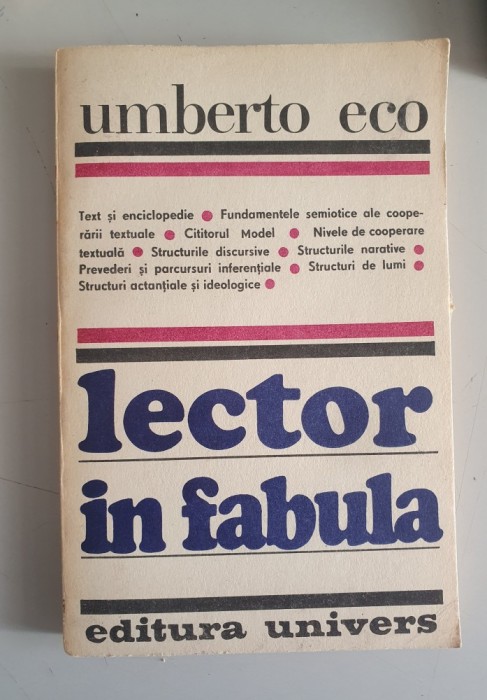 umberto eco
Text și enciclopedie ● Fundamentele semiotice ale coope-
rării textuale ● Cititorul Model ● Nivele de cooperare
textuală ● Structurile discursive ● Structurile narative ●
Prevederi și parcursuri inferențiale ● Structuri de lumi ●
Structuri actanțiale și ideologice ●
lector
in fabula
editura univers